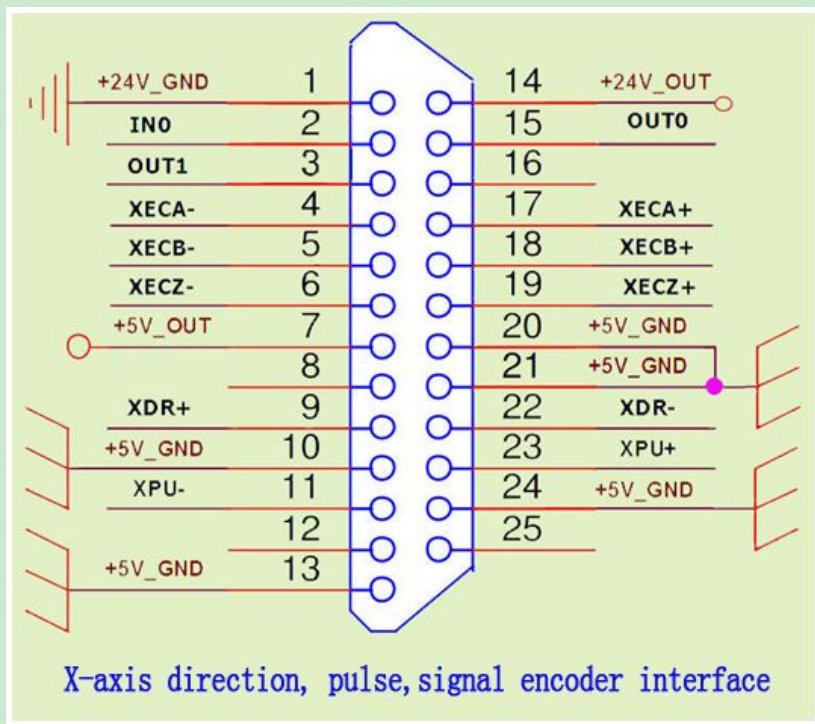 +24V_GND 1 14 +24V_OUT
IN0 2 15 OUT0
OUT1 3 16
XECA- 4 17 XECA+
XECB- 5 18 XECB+
XECZ- 6 19 XECZ+
+5V_OUT 7 20 +5V_GND
8 21 +5V_GND
XDR+ 9 22 XDR-
+5V_GND 10 23 XPU+
XPU- 11 24 +5V_GND
12 25
+5V_GND 13
X-axis direction, pulse,signal encoder interface